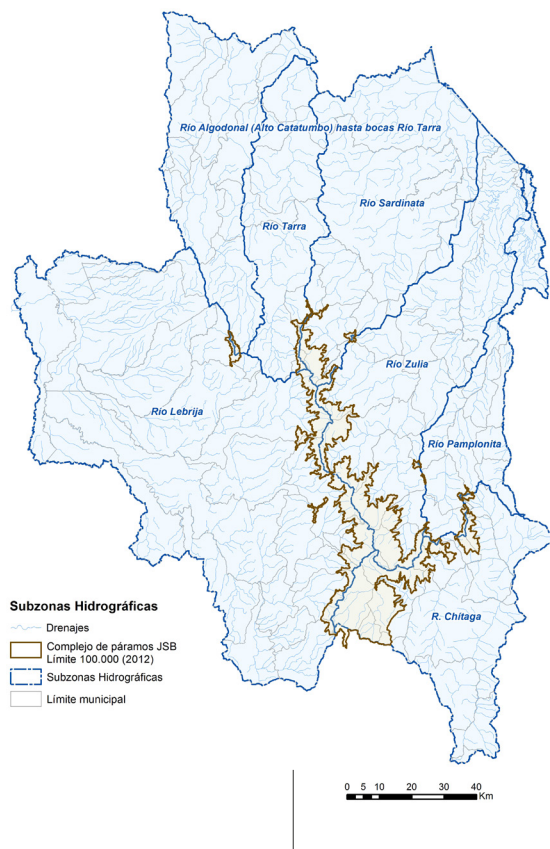 Río Algodonal (Alto Catatumbo) hasta bocas Río Tarra
Río Sardinata
Río Tarra
Río Zulia
Río Lebrija
Río Pamplonita
R. Chitaga
Subzonas Hidrográficas
Drenajes
Complejo de páramos JSB
Límite 100.000 (2012)
Subzonas Hidrográficas
Límite municipal
0 5 10 20 30 40
Km